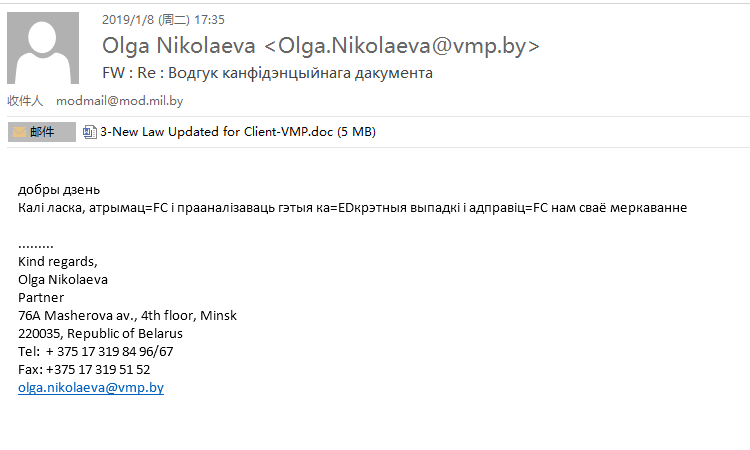 2019/1/8 (周二) 17:35
Olga Nikolaeva <Olga.Nikolaeva@vmp.by>
FW : Re : Водгук канфідэнцыйнага дакумента
收件人 modmail@mod.mil.by
邮件 3-New Law Updated for Client-VMP.doc (5 MB)
добры дзень
Калі ласка, атрымац=FC і прааналізаваць гэтыя ка=EDкрэтныя выпадкі і адправіц=FC нам сваё меркаванне
.........
Kind regards,
Olga Nikolaeva
Partner
76A Masherova av., 4th floor, Minsk
220035, Republic of Belarus
Tel: + 375 17 319 84 96/67
Fax: +375 17 319 51 52
olga.nikolaeva@vmp.by